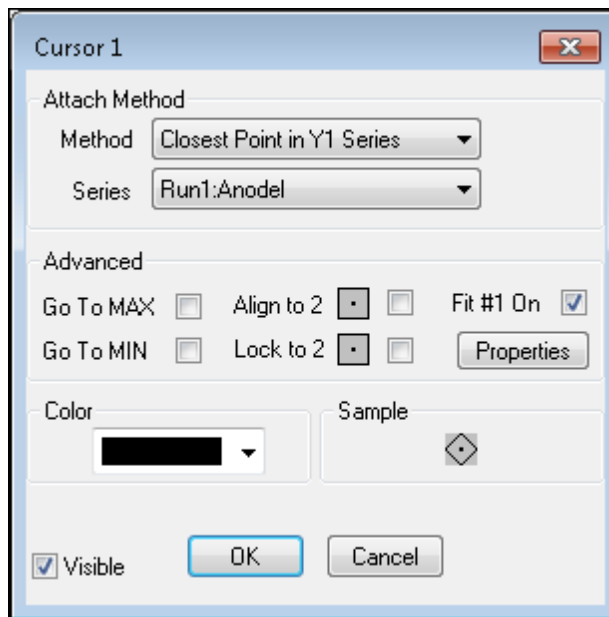 Cursor 1
Attach Method
Method Closest Point in Y1 Series
Series Run1:AnodeI
Advanced
Go To MAX Align to 2 Fit #1 On
Go To MIN Lock to 2 Properties
Color Sample
Visible OK Cancel